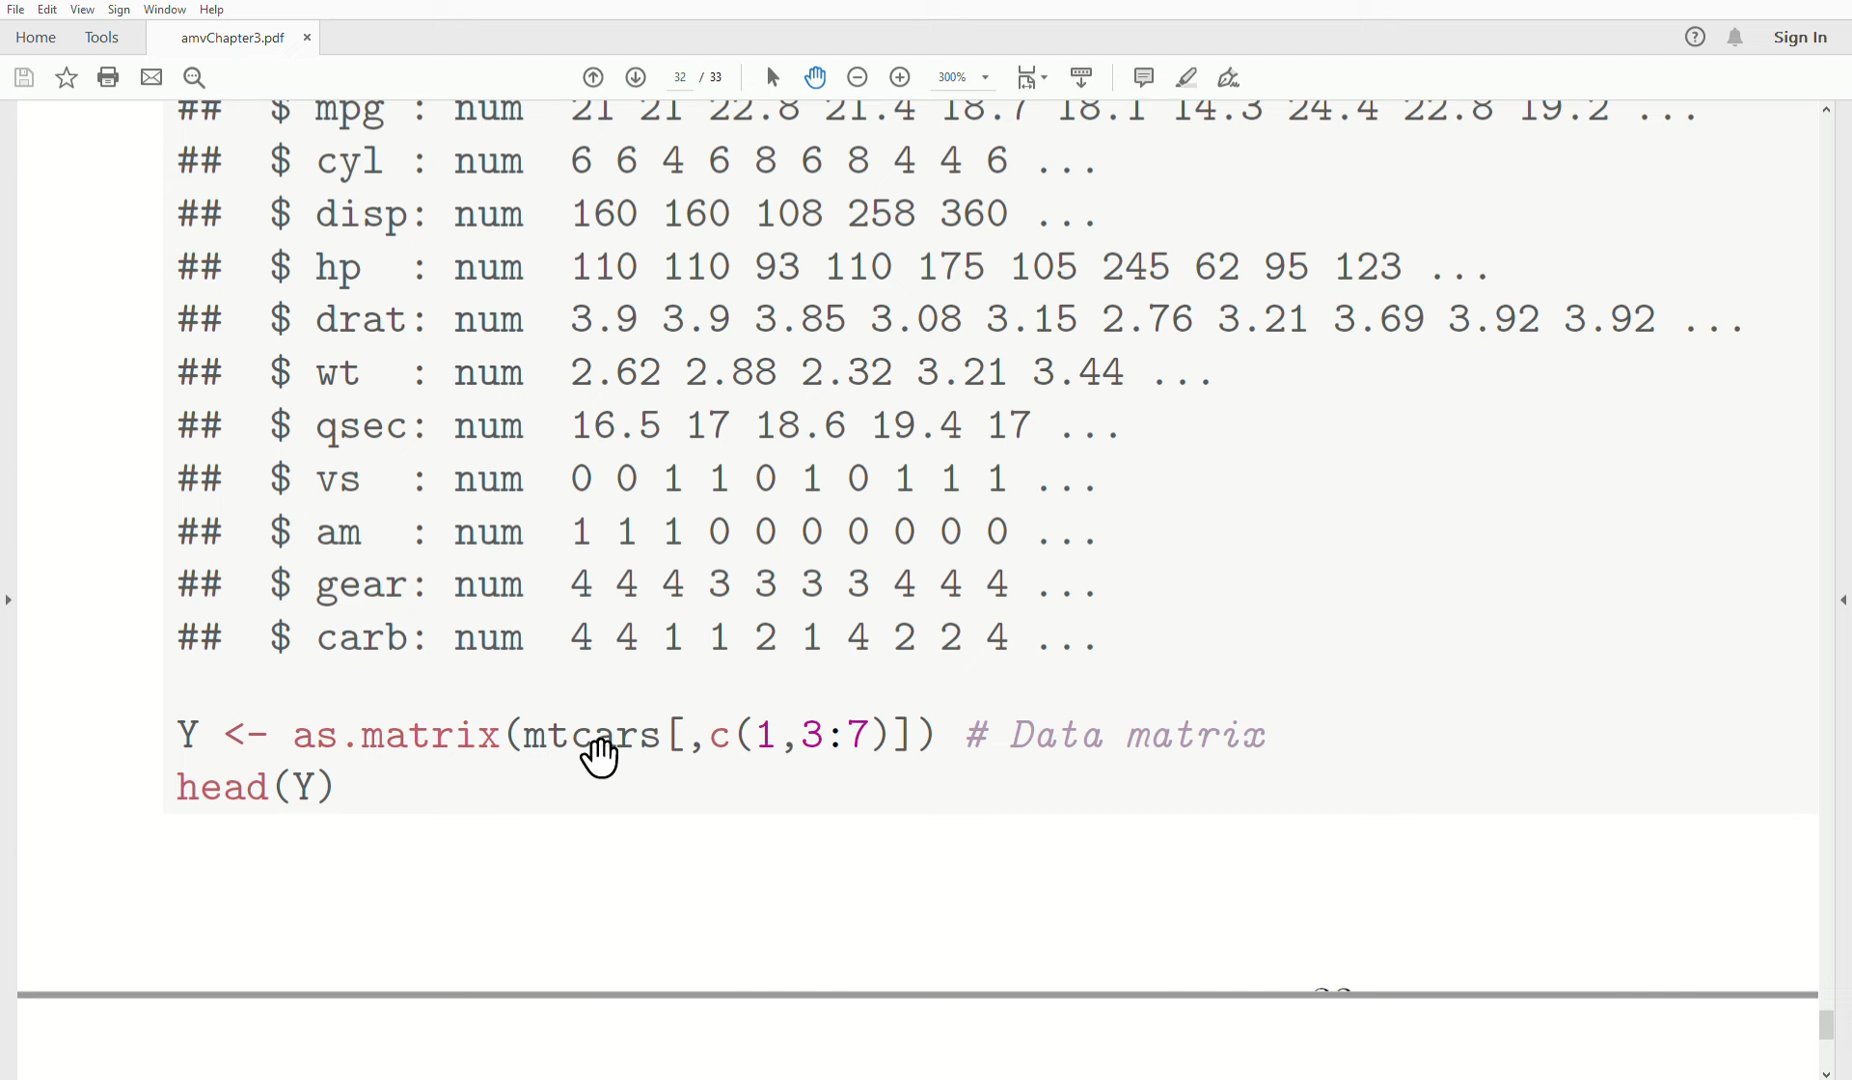 File Edit View Sign Window Help
Home Tools amvChapter3.pdf × Sign In
32 / 33 300%
## $ mpg : num 21 21 22.8 21.4 18.7 18.1 14.3 24.4 22.8 19.2 ...
## $ cyl : num 6 6 4 6 8 6 8 4 4 6 ...
## $ disp: num 160 160 108 258 360 ...
## $ hp : num 110 110 93 110 175 105 245 62 95 123 ...
## $ drat: num 3.9 3.9 3.85 3.08 3.15 2.76 3.21 3.69 3.92 3.92 ...
## $ wt : num 2.62 2.88 2.32 3.21 3.44 ...
## $ qsec: num 16.5 17 18.6 19.4 17 ...
## $ vs : num 0 0 1 1 0 1 0 1 1 1 ...
## $ am : num 1 1 1 0 0 0 0 0 0 0 ...
## $ gear: num 4 4 4 3 3 3 3 4 4 4 ...
## $ carb: num 4 4 1 1 2 1 4 2 2 4 ...
Y <- as.matrix(mtcars[,c(1,3:7)]) # Data matrix
head(Y)